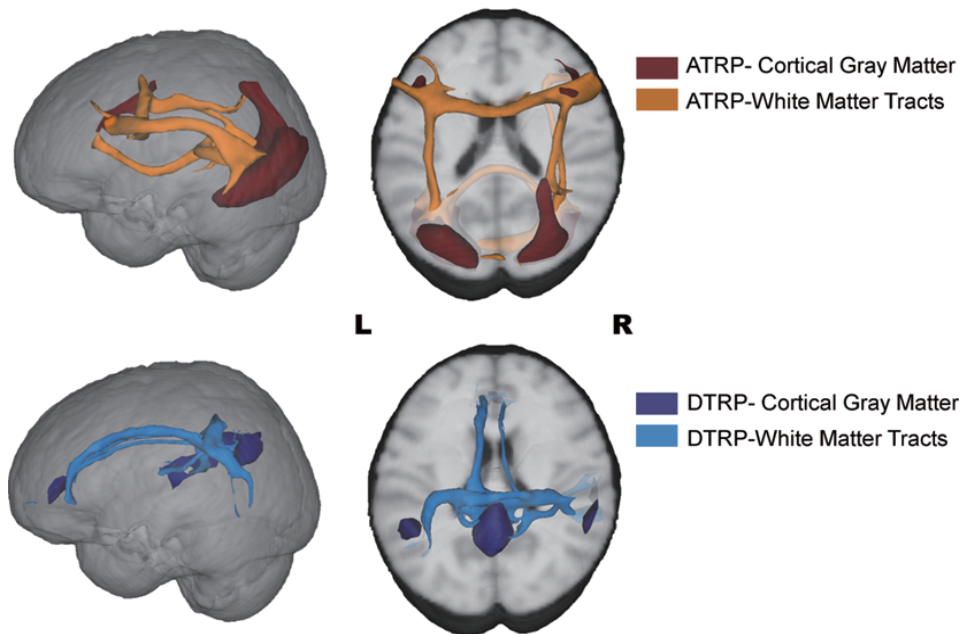 ATRP- Cortical Gray Matter
ATRP-White Matter Tracts
L R
DTRP- Cortical Gray Matter
DTRP-White Matter Tracts